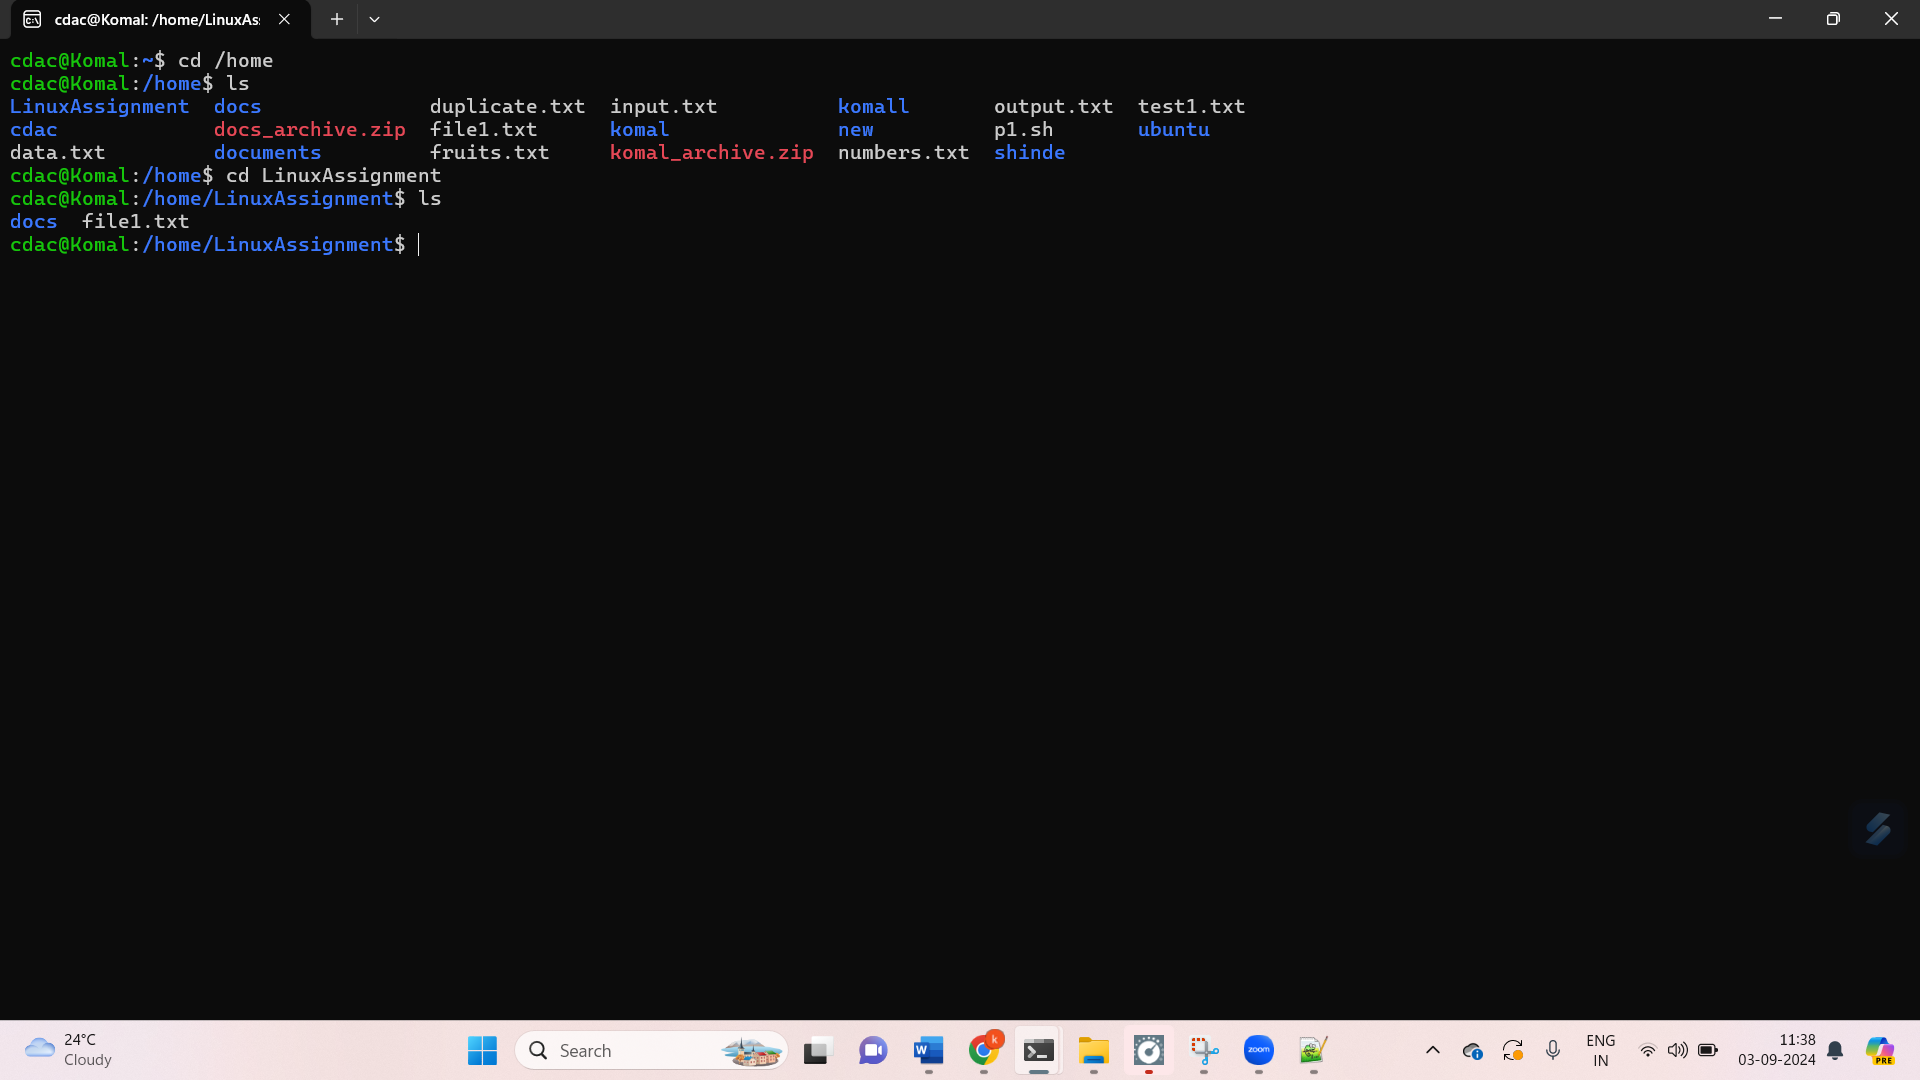 cdac@Komal: /home/LinuxAs
cdac@Komal:~$ cd /home
cdac@Komal:/home$ ls
LinuxAssignment  docs              duplicate.txt  input.txt          komall       output.txt  test1.txt
cdac             docs_archive.zip  file1.txt      komal              new          p1.sh       ubuntu
data.txt         documents         fruits.txt     komal_archive.zip  numbers.txt  shinde
cdac@Komal:/home$ cd LinuxAssignment
cdac@Komal:/home/LinuxAssignment$ ls
docs  file1.txt
cdac@Komal:/home/LinuxAssignment$
24°C
Cloudy
Search
W
k
zoom
ENG
IN
11:38
03-09-2024
PRE